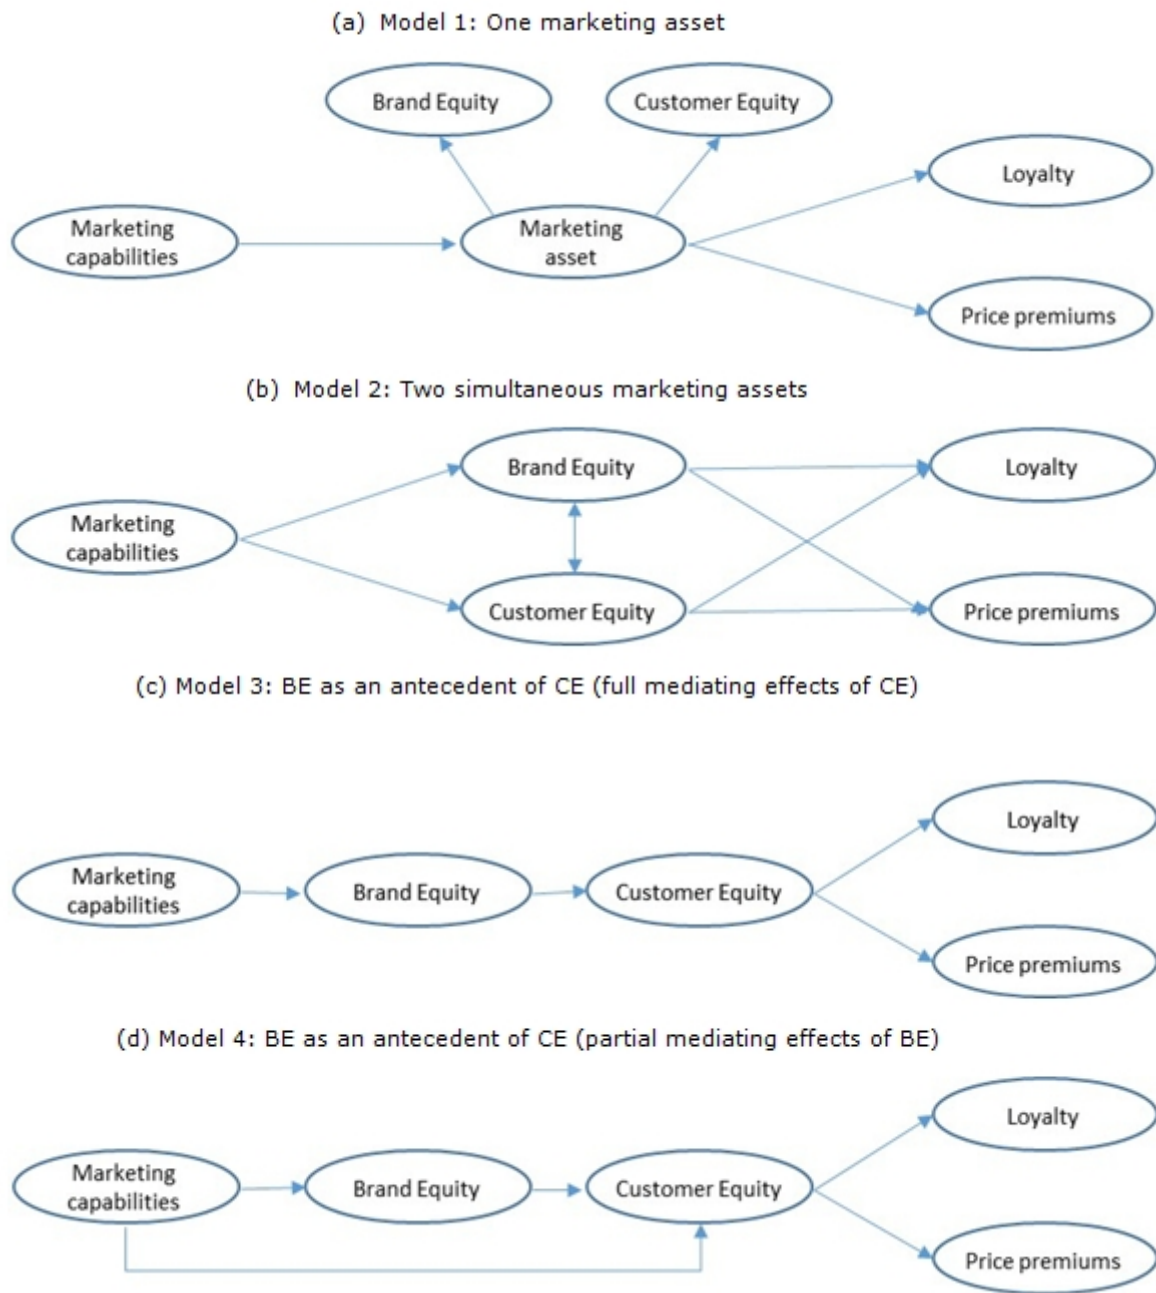 (a) Model 1: One marketing asset
Brand Equity
Customer Equity
Loyalty
Marketing
capabilities
Marketing
asset
Price premiums
(b) Model 2: Two simultaneous marketing assets
Brand Equity
Loyalty
Marketing
capabilities
Customer Equity
Price premiums
(c) Model 3: BE as an antecedent of CE (full mediating effects of CE)
Loyalty
Marketing
capabilities
Brand Equity
Customer Equity
Price premiums
(d) Model 4: BE as an antecedent of CE (partial mediating effects of BE)
Loyalty
Marketing
capabilities
Brand Equity
Customer Equity
Price premiums